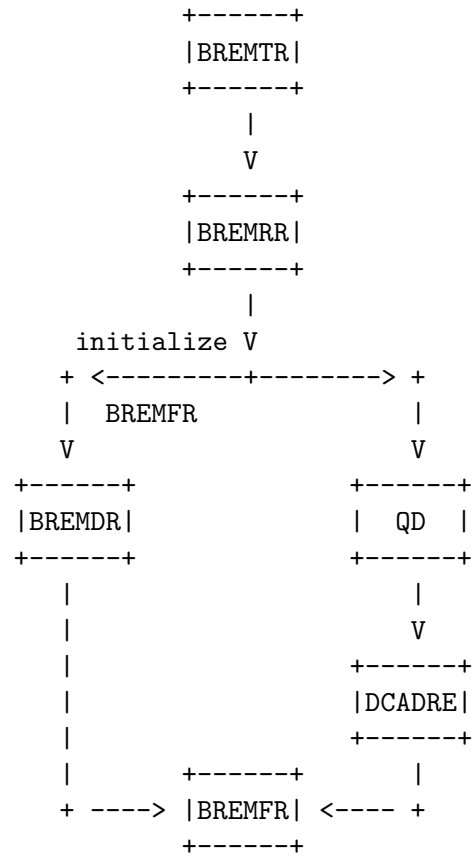 +------+
|BREMTR|
+------+
|
V
+------+
|BREMRR|
+------+
|
initialize V
+ <---------+--------> +
| BREMFR |
V V
+------+ +------+
|BREMDR| | QD |
+------+ +------+
| |
| V
| +------+
| |DCADRE|
| +------+
| +------+ |
+ ----> |BREMFR| <---- +
+------+